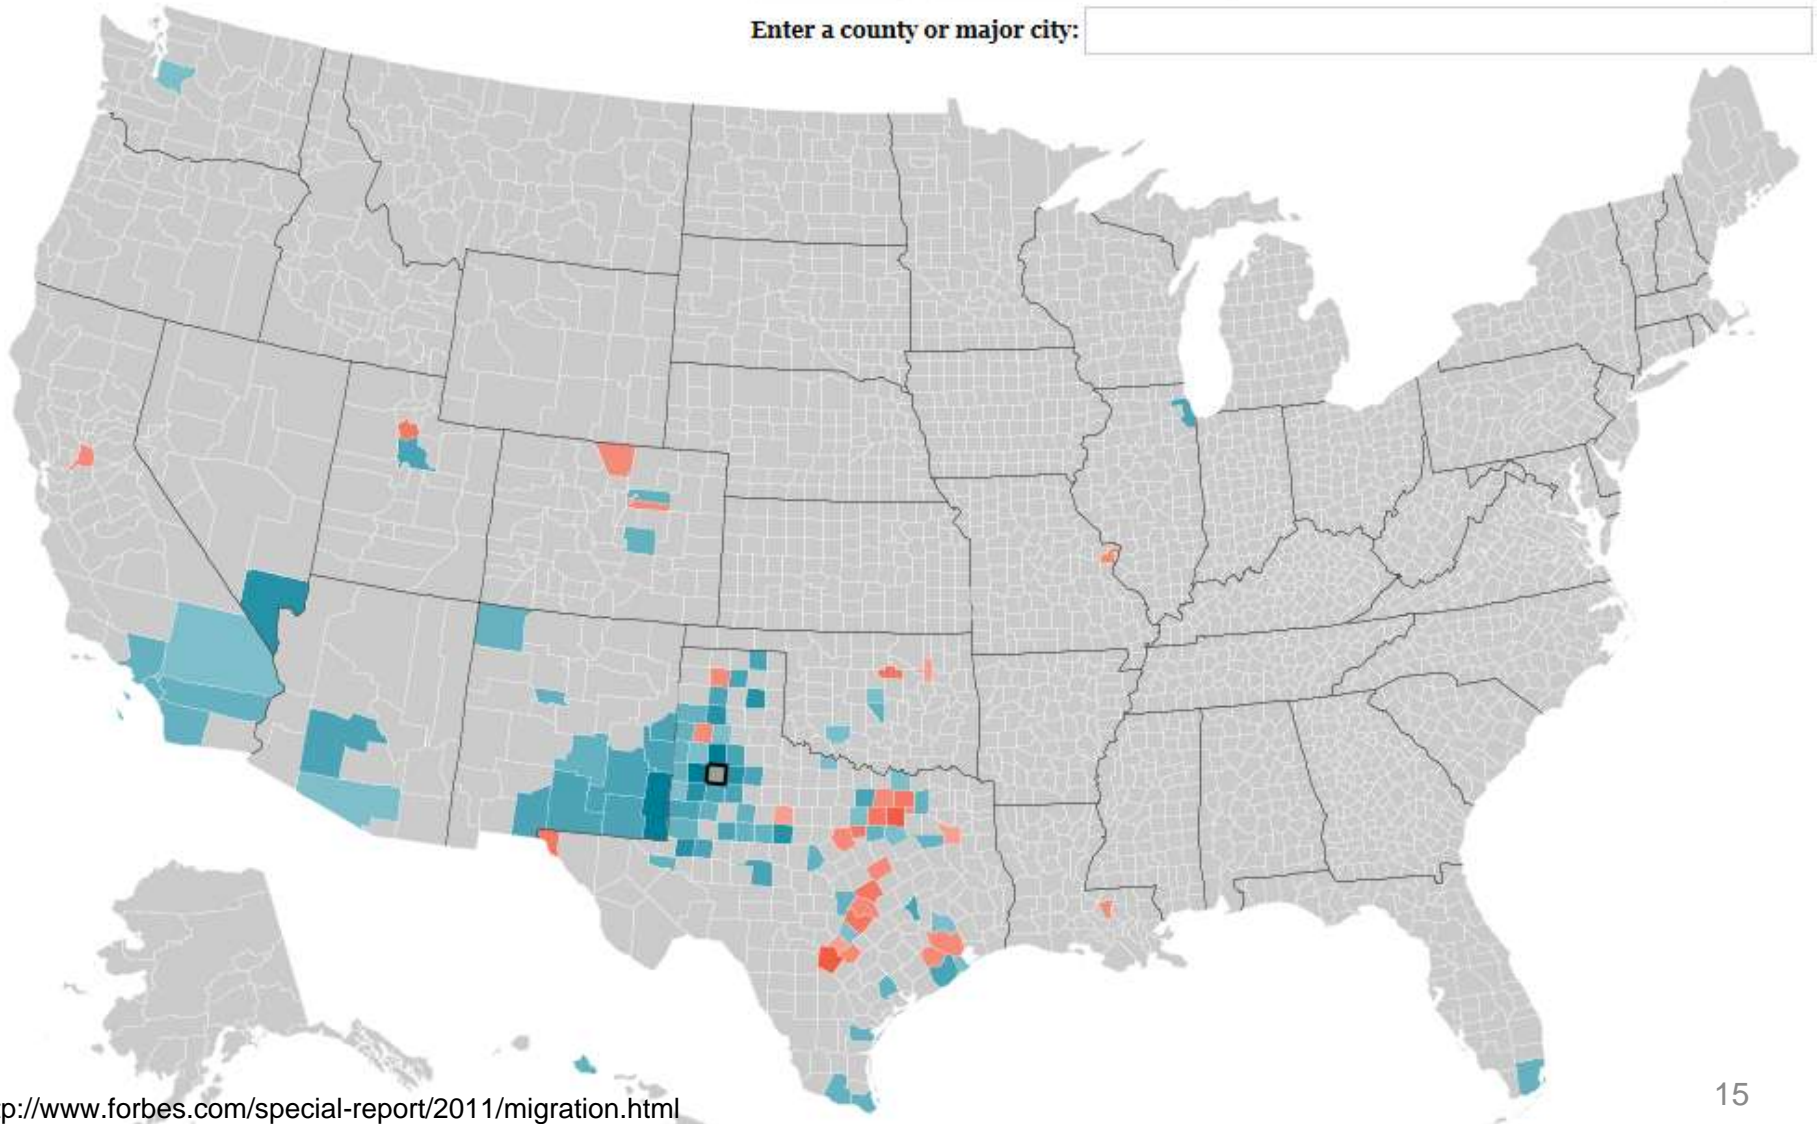 Enter a county or major city:
p://www.forbes.com/special-report/2011/migration.html
15